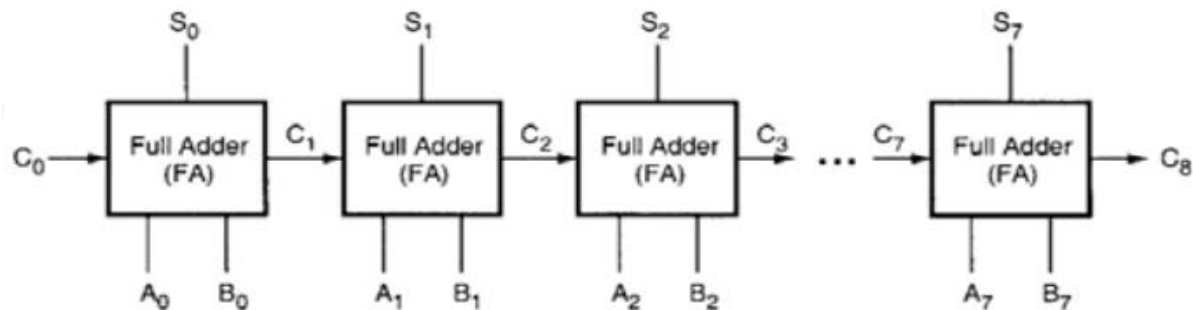 S₀ S₁ S₂ S₇
Full Adder (FA)
Full Adder (FA)
Full Adder (FA)
Full Adder (FA)
C₀ C₁ C₂ C₃ ••• C₇ C₈
A₀ B₀ A₁ B₁ A₂ B₂ A₇ B₇